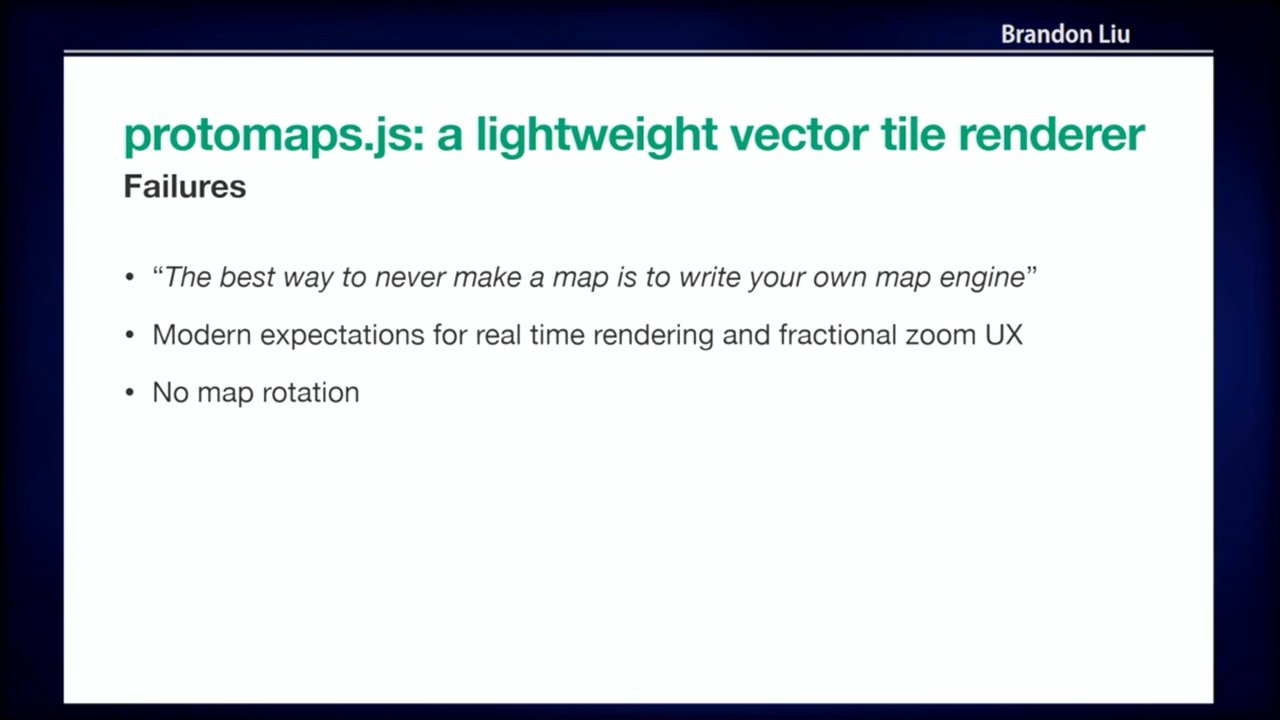 Brandon Liu
protomaps.js: a lightweight vector tile renderer
Failures
• “The best way to never make a map is to write your own map engine”
• Modern expectations for real time rendering and fractional zoom UX
• No map rotation